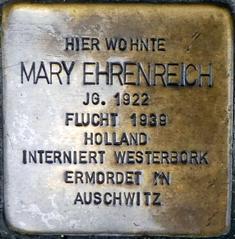 HIER WOHNTE
MARY EHRENREICH
JG. 1922
FLUCHT 1939
HOLLAND
INTERNIERT WESTERBORK
ERMORDET IN
AUSCHWITZ